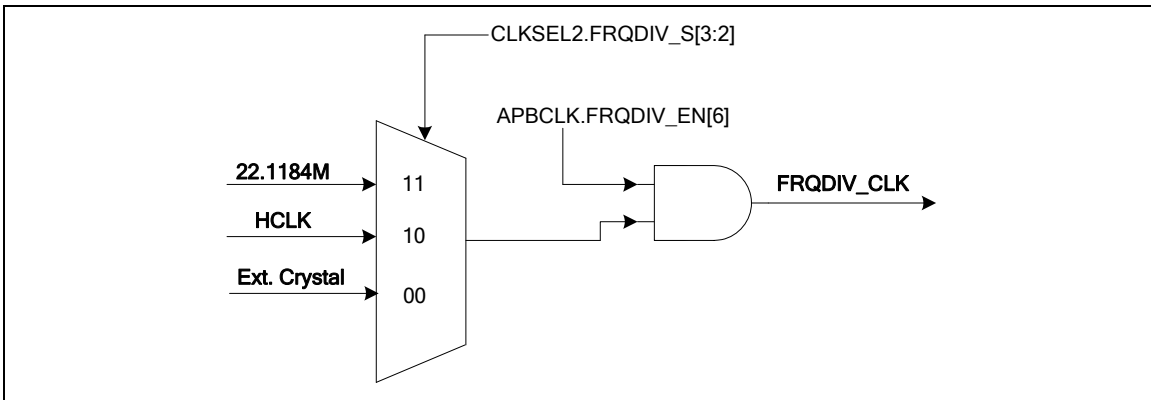 CLKSEL2.FRQDIV_S[3:2]
APBCLK.FRQDIV_EN[6]
22.1184M
11
FRQDIV_CLK
HCLK
10
Ext. Crystal
00